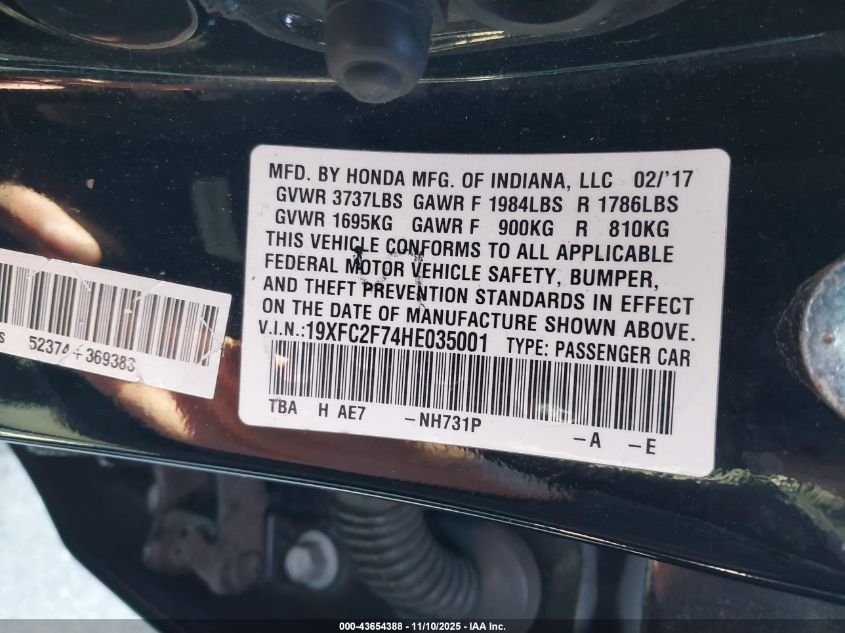 MFD. BY HONDA MFG. OF INDIANA, LLC 02/'17
GVWR 3737LBS GAWR F 1984LBS R 1786LBS
GVWR 1695KG GAWR F 900KG R 810KG
THIS VEHICLE CONFORMS TO ALL APPLICABLE
FEDERAL MOTOR VEHICLE SAFETY, BUMPER,
AND THEFT PREVENTION STANDARDS IN EFFECT
ON THE DATE OF MANUFACTURE SHOWN ABOVE.
V.I.N.:19XFC2F74HE035001 TYPE: PASSENGER CAR
TBA H AE7 -NH731P -A -E
369383
000-43654388 - 11/10/2025 - IAA Inc.